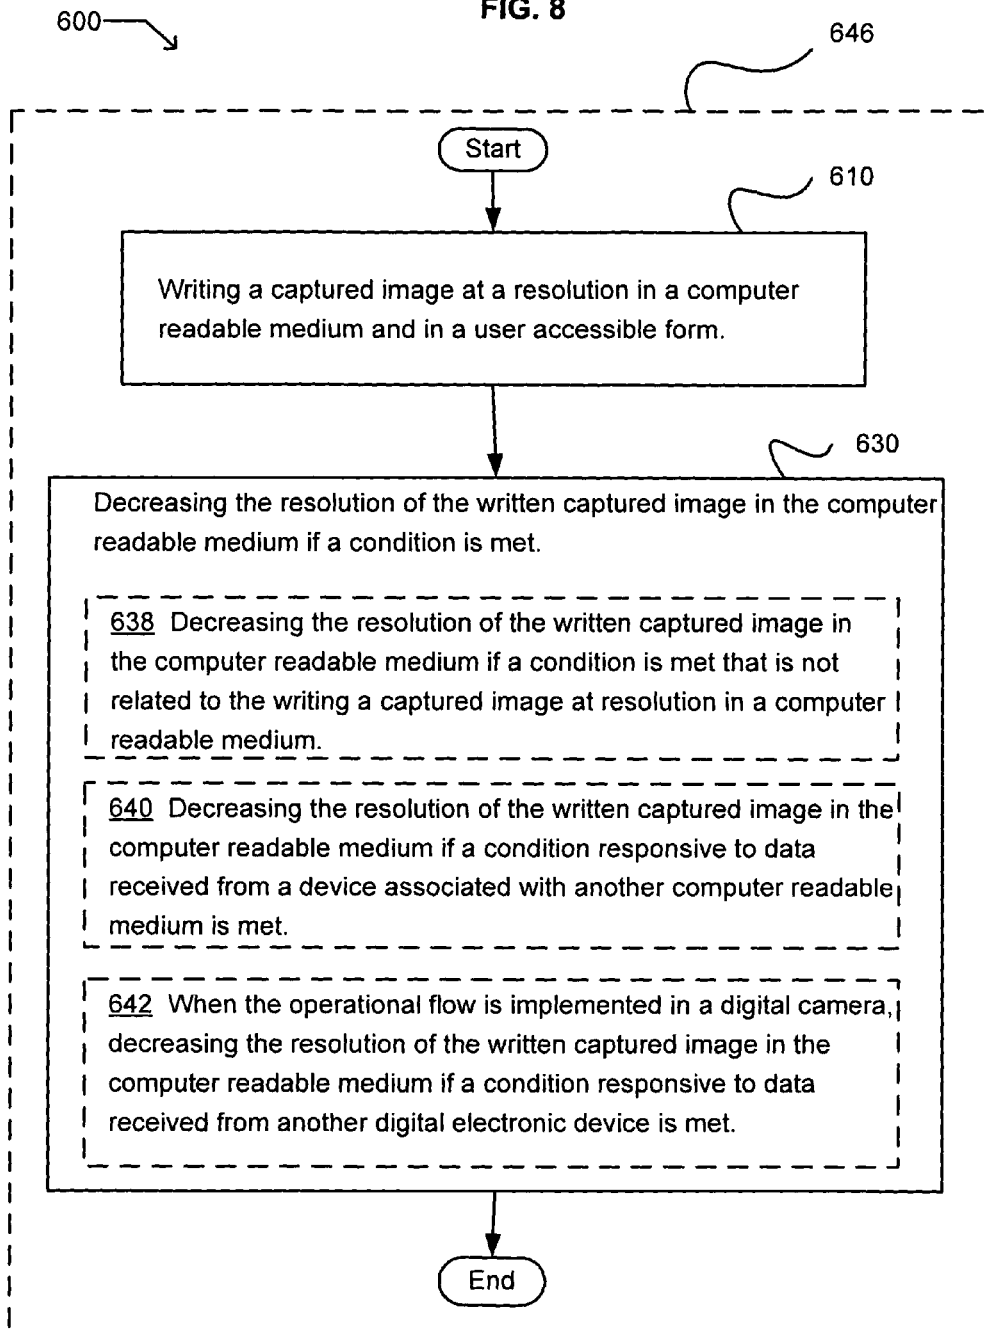 FIG. 8
600
646
Start
610
Writing a captured image at a resolution in a computer
readable medium and in a user accessible form.
630
Decreasing the resolution of the written captured image in the computer
readable medium if a condition is met.
638 Decreasing the resolution of the written captured image in
the computer readable medium if a condition is met that is not
related to the writing a captured image at resolution in a computer
readable medium.
640 Decreasing the resolution of the written captured image in the
computer readable medium if a condition responsive to data
received from a device associated with another computer readable
medium is met.
642 When the operational flow is implemented in a digital camera,
decreasing the resolution of the written captured image in the
computer readable medium if a condition responsive to data
received from another digital electronic device is met.
End